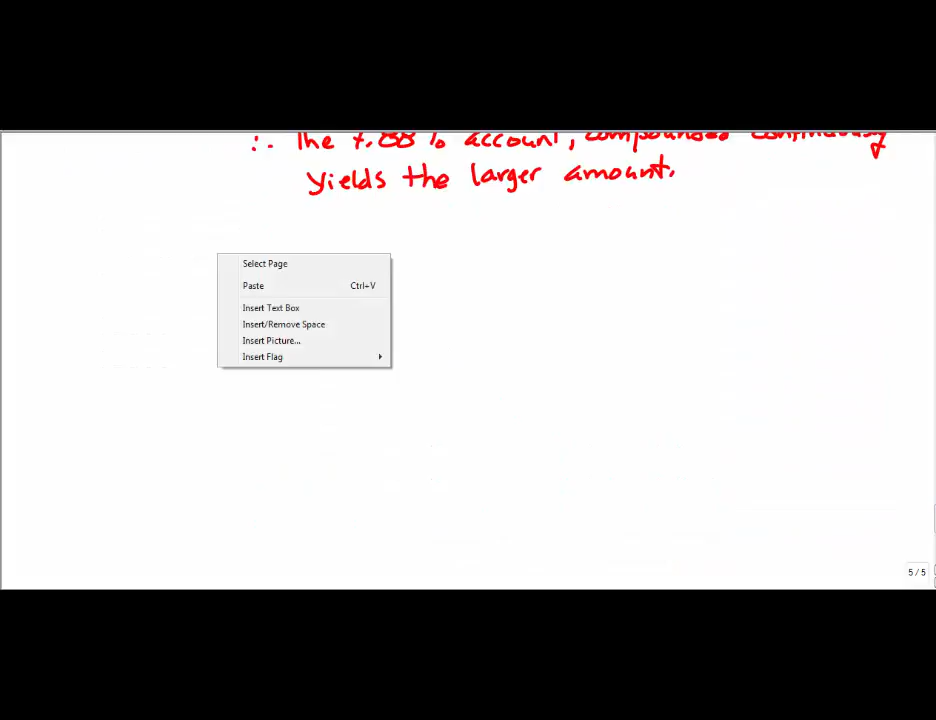 ∴ The 7.88% account, compounded continuously
yields the larger amount.
Select Page
Paste Ctrl+V
Insert Text Box
Insert/Remove Space
Insert Picture...
Insert Flag
5 / 5